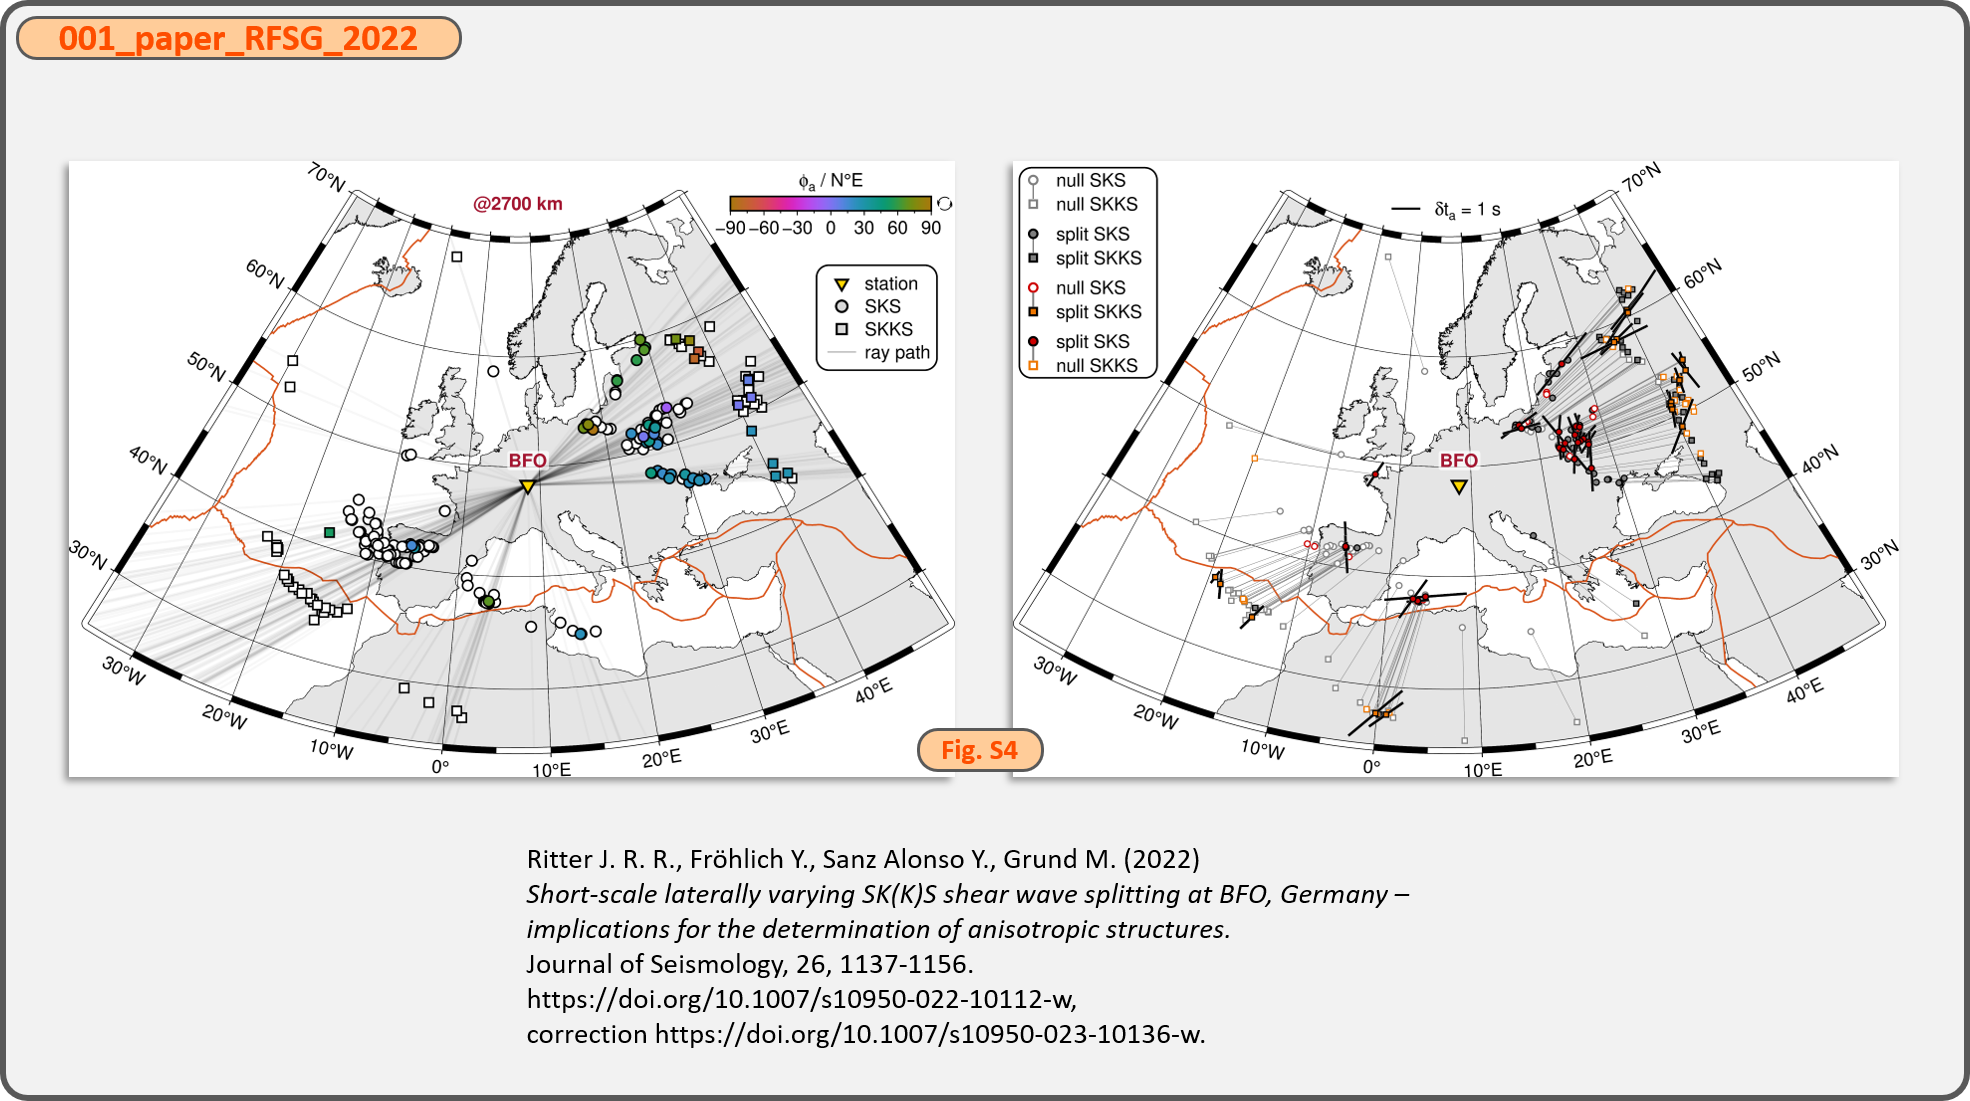 001_paper_RFSG_2022
@2700 km
ϕa / N°E
−90 −60 −30 0 30 60 90
station
SKS
SKKS
ray path
70°N
60°N
50°N
40°N
30°N
30°W
20°W
10°W
0°
10°E
20°E
30°E
40°E
BFO
null SKS
null SKKS
split SKS
split SKKS
null SKS
split SKKS
split SKS
null SKKS
δta = 1 s
70°N
60°N
50°N
40°N
30°N
30°W
20°W
10°W
0°
10°E
20°E
30°E
40°E
BFO
Fig. S4
Ritter J. R. R., Fröhlich Y., Sanz Alonso Y., Grund M. (2022)
Short-scale laterally varying SK(K)S shear wave splitting at BFO, Germany –
implications for the determination of anisotropic structures.
Journal of Seismology, 26, 1137-1156.
https://doi.org/10.1007/s10950-022-10112-w,
correction https://doi.org/10.1007/s10950-023-10136-w.